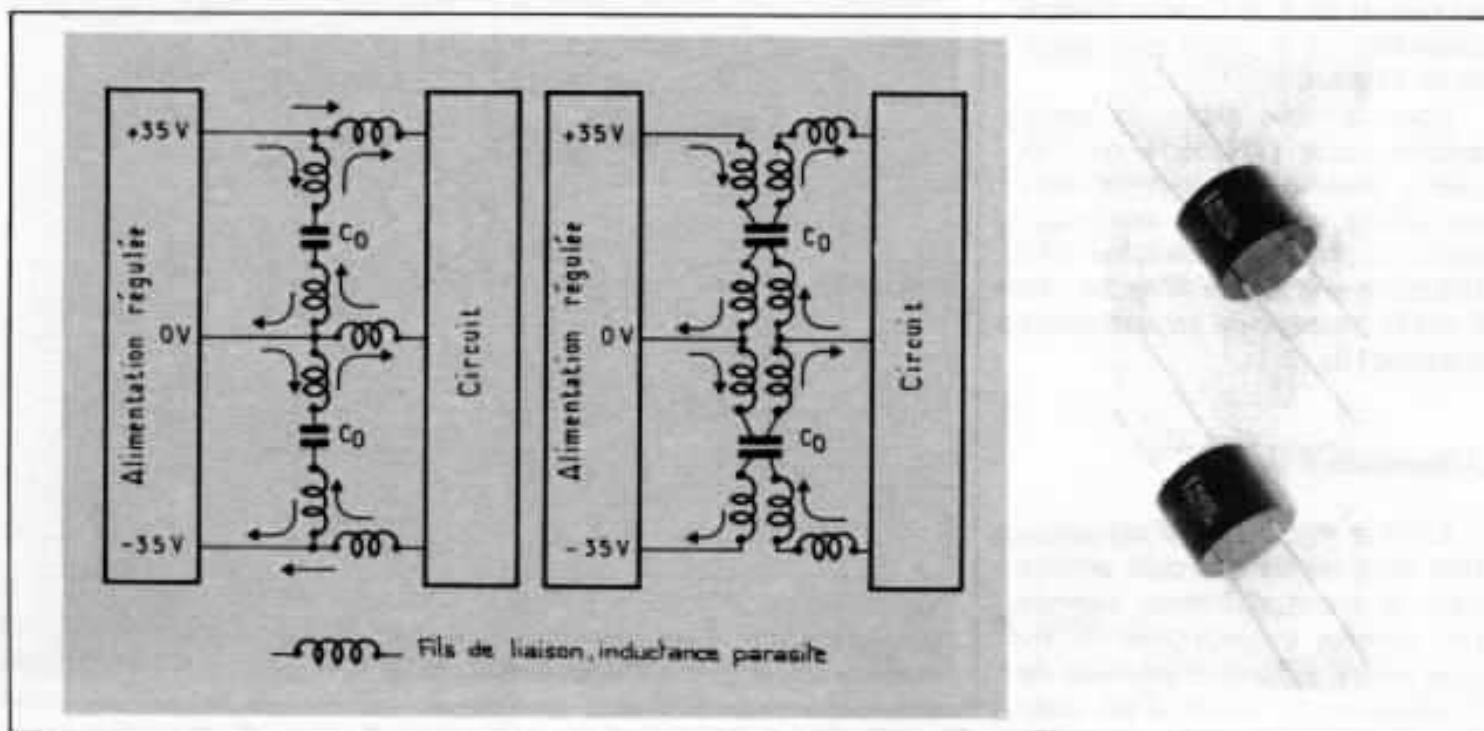 +35V
0V
-35V
Alimentation régulée
C0
C0
Circuit
+35V
0V
-35V
Alimentation régulée
C0
C0
Circuit
Fils de liaison, inductance parasite